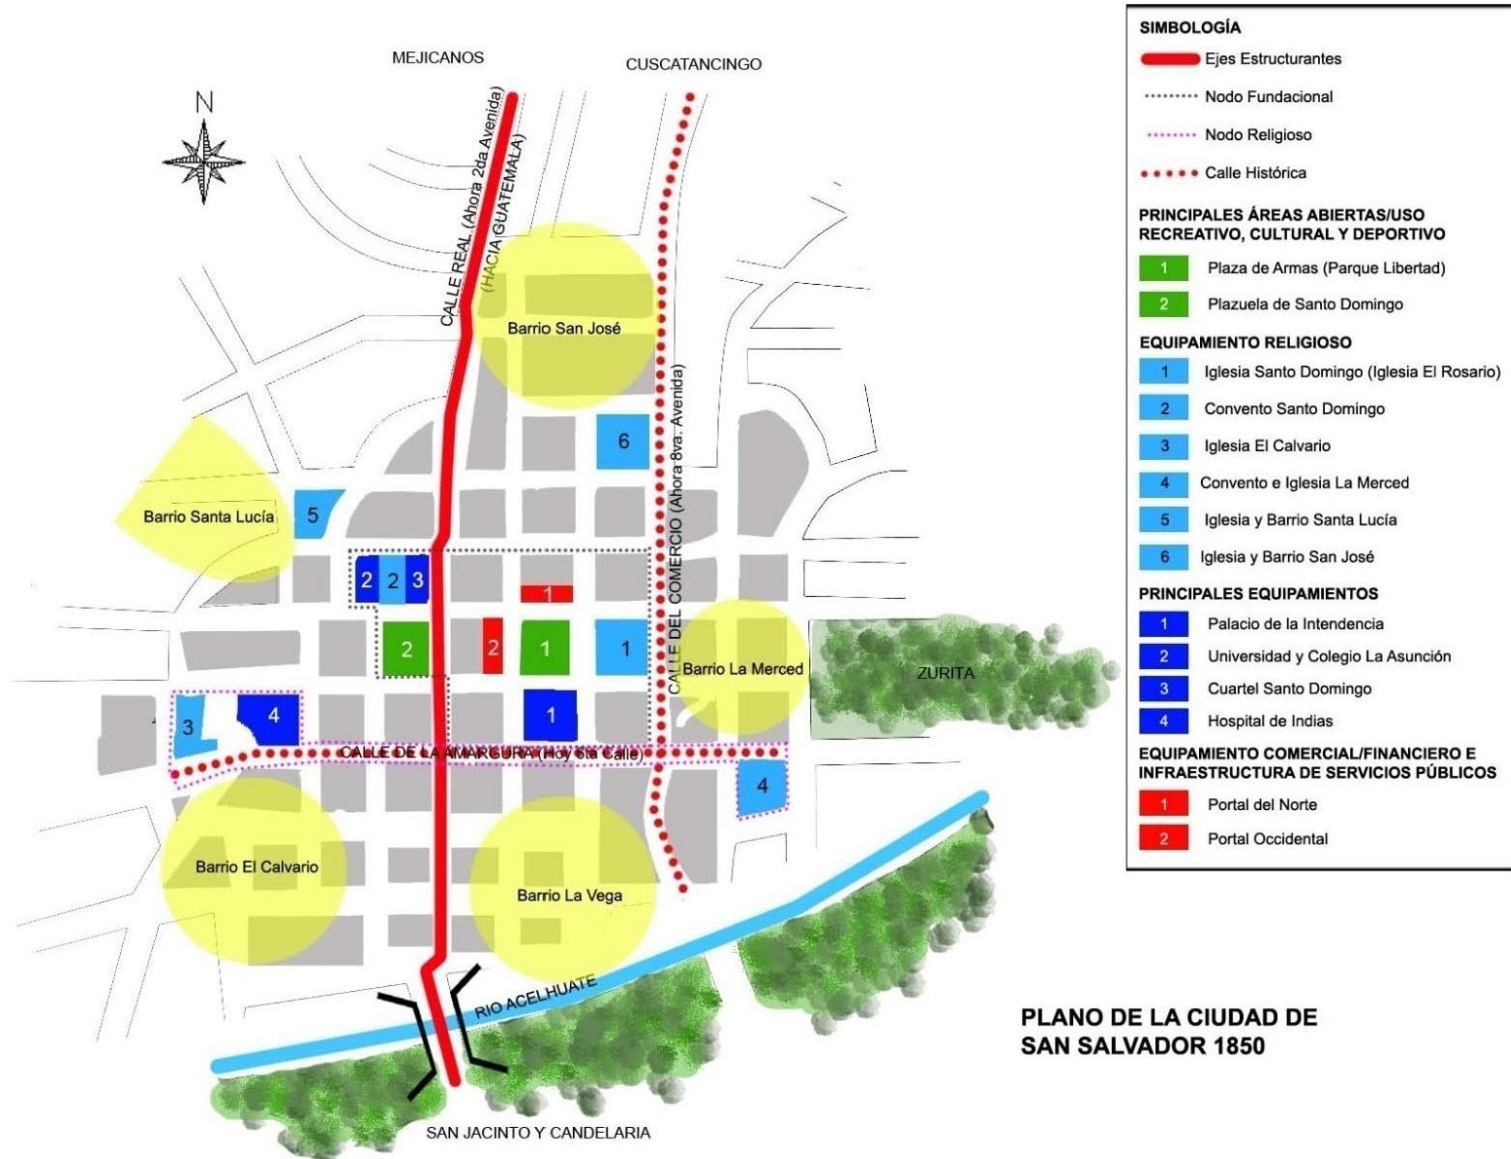 MEJICANOS
CUSCATANCINGO
N
CALLE REAL (Ahora 2da Avenida)
(HACIA GUATEMALA)
Barrio San José
CALLE DEL COMERCIO (Ahora 8va. Avenida)
6
Barrio Santa Lucía
5
2
2
3
1
2
2
1
1
Barrio La Merced
ZURITA
3
4
1
CALLE DE LA AMARGURA (Hoy 6ta Calle)
4
Barrio El Calvario
Barrio La Vega
RIO ACELHUATE
SAN JACINTO Y CANDELARIA
SIMBOLOGÍA
Ejes Estructurantes
Nodo Fundacional
Nodo Religioso
Calle Histórica
PRINCIPALES ÁREAS ABIERTAS/USO
RECREATIVO, CULTURAL Y DEPORTIVO
1 Plaza de Armas (Parque Libertad)
2 Plazuela de Santo Domingo
EQUIPAMIENTO RELIGIOSO
1 Iglesia Santo Domingo (Iglesia El Rosario)
2 Convento Santo Domingo
3 Iglesia El Calvario
4 Convento e Iglesia La Merced
5 Iglesia y Barrio Santa Lucía
6 Iglesia y Barrio San José
PRINCIPALES EQUIPAMIENTOS
1 Palacio de la Intendencia
2 Universidad y Colegio La Asunción
3 Cuartel Santo Domingo
4 Hospital de Indias
EQUIPAMIENTO COMERCIAL/FINANCIERO E
INFRAESTRUCTURA DE SERVICIOS PÚBLICOS
1 Portal del Norte
2 Portal Occidental
PLANO DE LA CIUDAD DE
SAN SALVADOR 1850